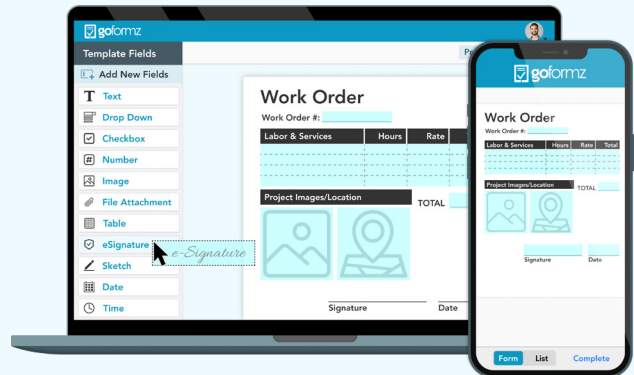 goformz
Template Fields
Add New Fields
Text
Drop Down
Checkbox
Number
Image
File Attachment
Table
eSignature
Sketch
Date
Time
e-Signature
Work Order
Work Order #:
Labor & Services Hours Rate
Project Images/Location
TOTAL
Signature Date
goformz
Work Order
Work Order #:
Labor & Services Hours Rate Total
Project Images/Location
TOTAL
Signature Date
Form List Complete